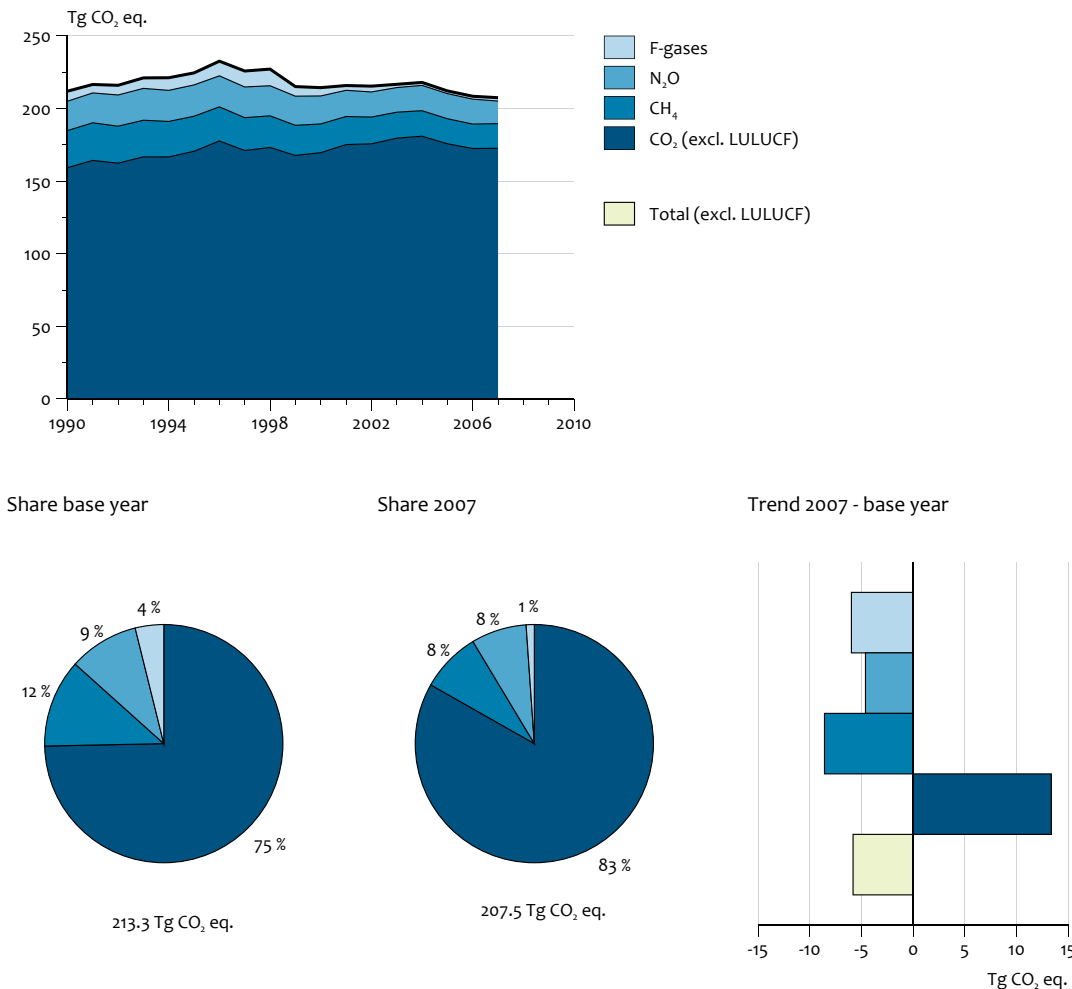 Tg CO₂ eq.
250
200
150
100
50
0
1990 1994 1998 2002 2006 2010
F-gases
N₂O
CH₄
CO₂ (excl. LULUCF)
Total (excl. LULUCF)
Share base year
4 %
9 %
12 %
75 %
213.3 Tg CO₂ eq.
Share 2007
1 %
8 %
8 %
83 %
207.5 Tg CO₂ eq.
Trend 2007 - base year
-15 -10 -5 0 5 10 15
Tg CO₂ eq.